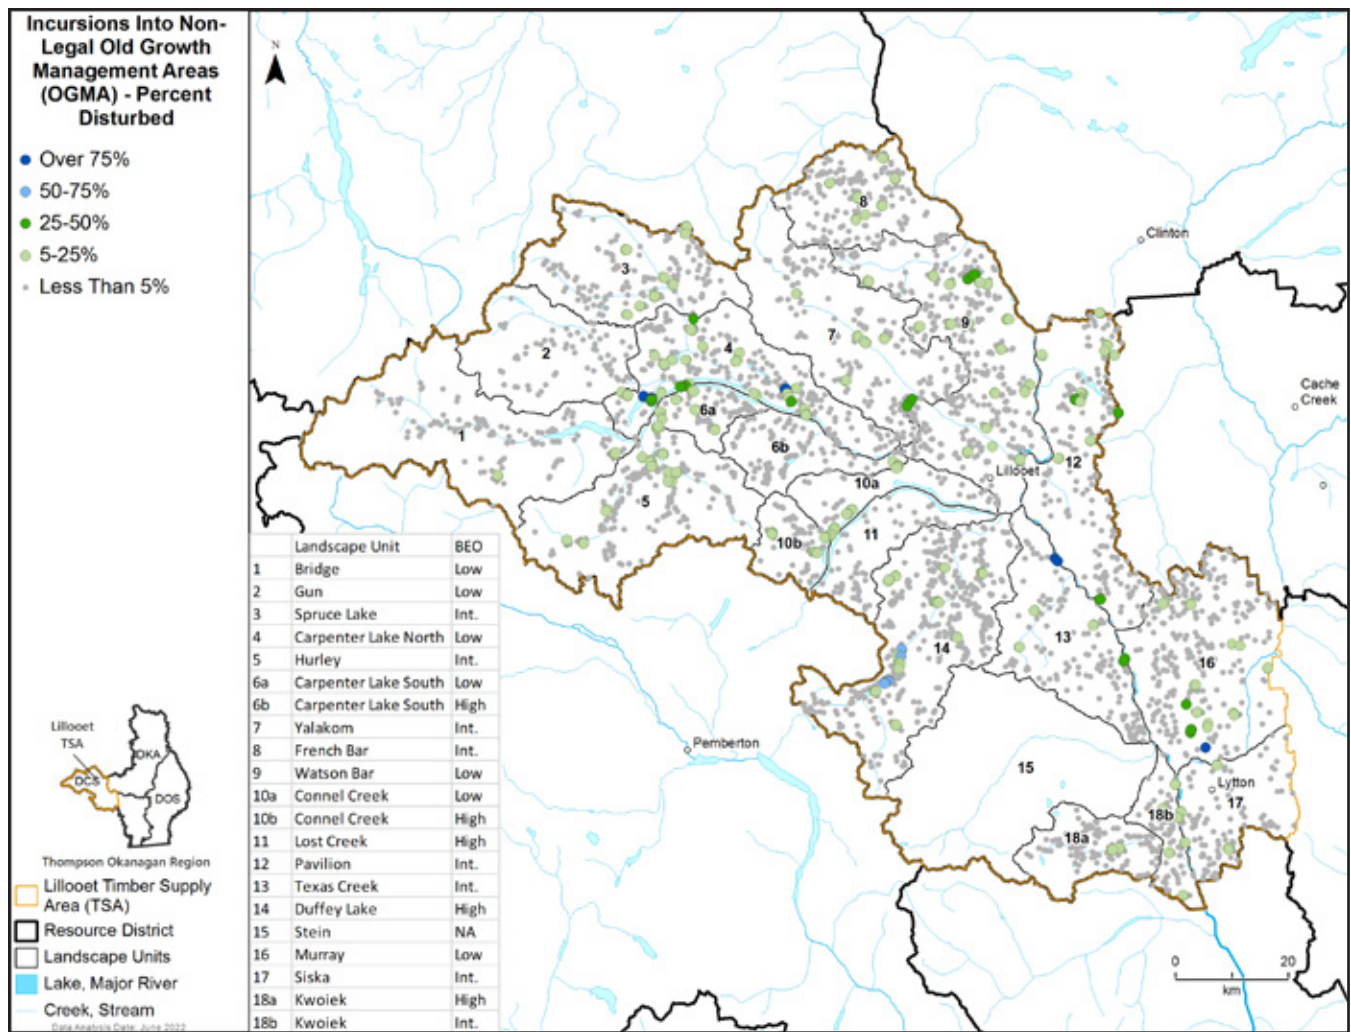 Incursions Into Non-
Legal Old Growth
Management Areas
(OGMA) - Percent
Disturbed
Over 75%
50-75%
25-50%
5-25%
Less Than 5%
N
8
Clinton
3
9
7
2
4
Cache
Creek
6a
1
6b
12
Lillooet
10a
5
11
10b
13
14
16
Pemberton
15
Lytton
17
18b
18a
0 20
km
Landscape Unit BEO
1 Bridge Low
2 Gun Low
3 Spruce Lake Int.
4 Carpenter Lake North Low
5 Hurley Int.
6a Carpenter Lake South Low
6b Carpenter Lake South High
7 Yalakom Int.
8 French Bar Int.
9 Watson Bar Low
10a Connel Creek Low
10b Connel Creek High
11 Lost Creek High
12 Pavilion Int.
13 Texas Creek Int.
14 Duffey Lake High
15 Stein NA
16 Murray Low
17 Siska Int.
18a Kwoiek High
18b Kwoiek Int.
Lillooet
TSA
DKA
DCS
DOS
Thompson Okanagan Region
Lillooet Timber Supply
Area (TSA)
Resource District
Landscape Units
Lake, Major River
Creek, Stream
Data Analysis Date: June 2022